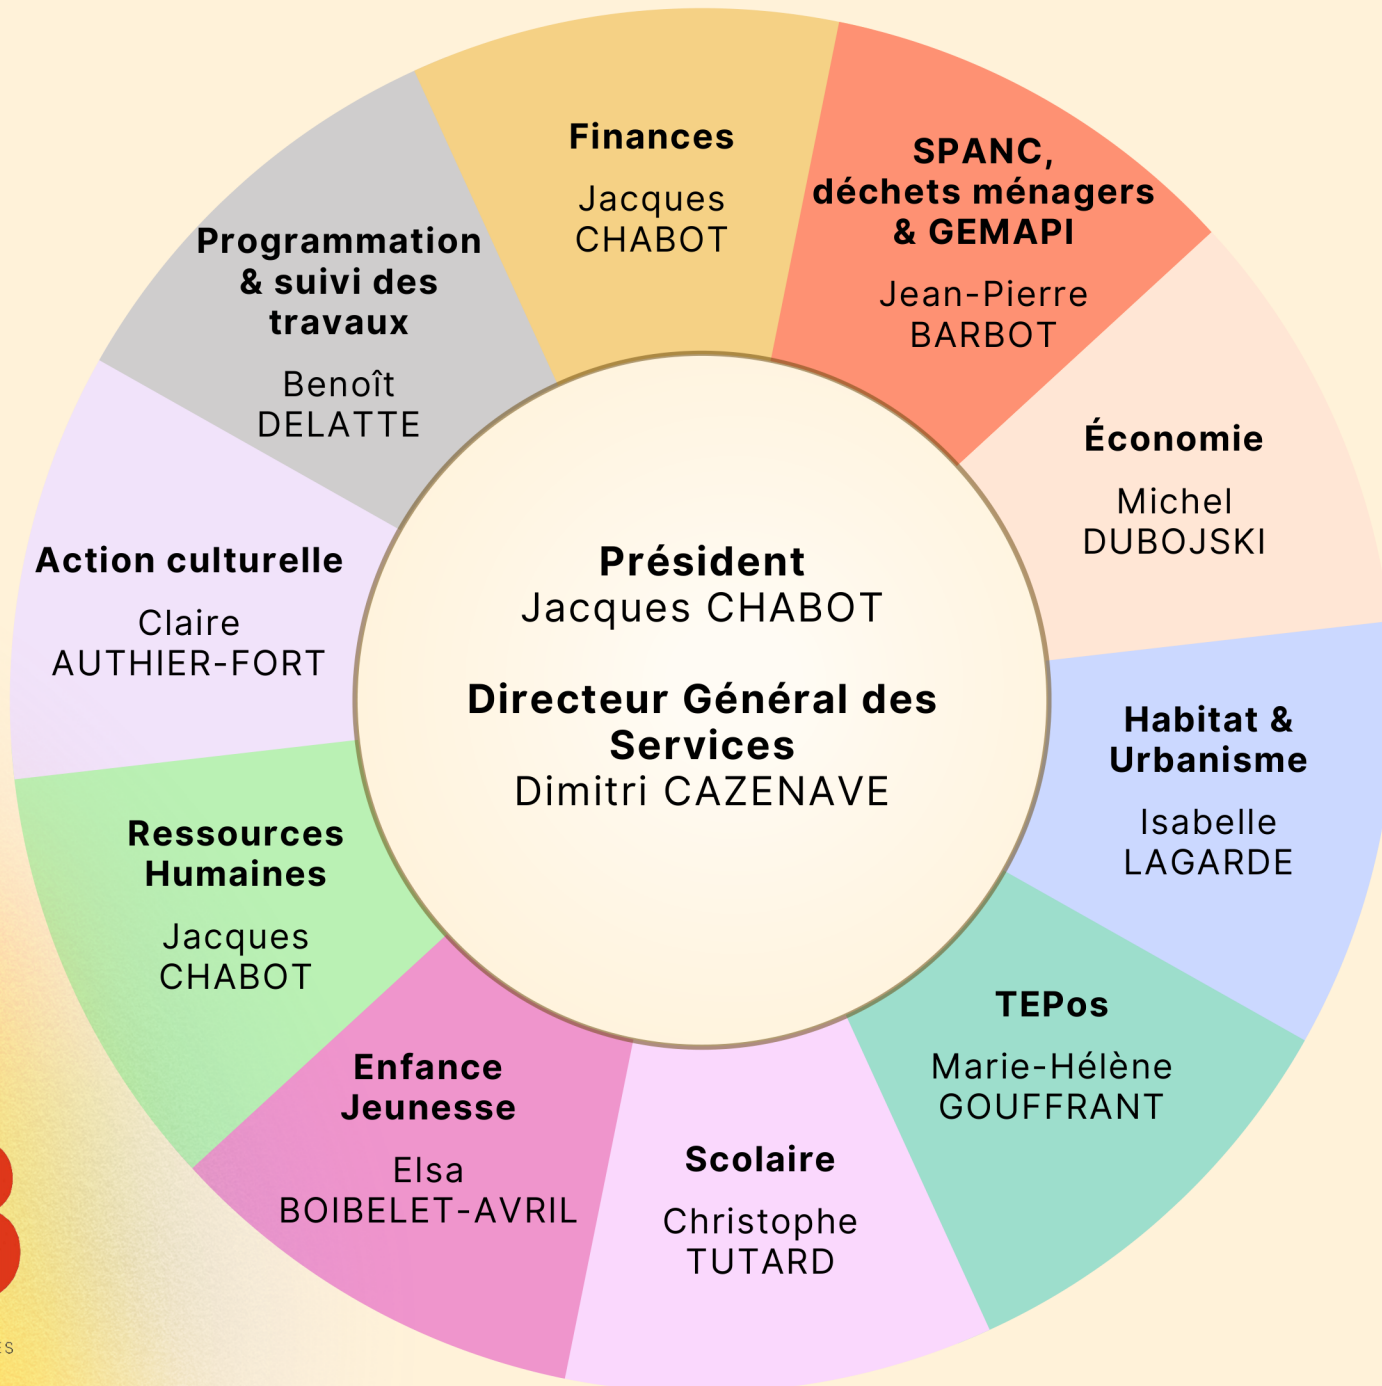 Finances
Jacques
CHABOT
SPANC,
déchets ménagers
& GEMAPI
Jean-Pierre
BARBOT
Économie
Michel
DUBOJSKI
Habitat &
Urbanisme
Isabelle
LAGARDE
TEPos
Marie-Hélène
GOUFFRANT
Scolaire
Christophe
TUTARD
Enfance
Jeunesse
Elsa
BOIBELET-AVRIL
Ressources
Humaines
Jacques
CHABOT
Action culturelle
Claire
AUTHIER-FORT
Programmation
& suivi des
travaux
Benoît
DELATTE
Président
Jacques CHABOT
Directeur Général des
Services
Dimitri CAZENAVE